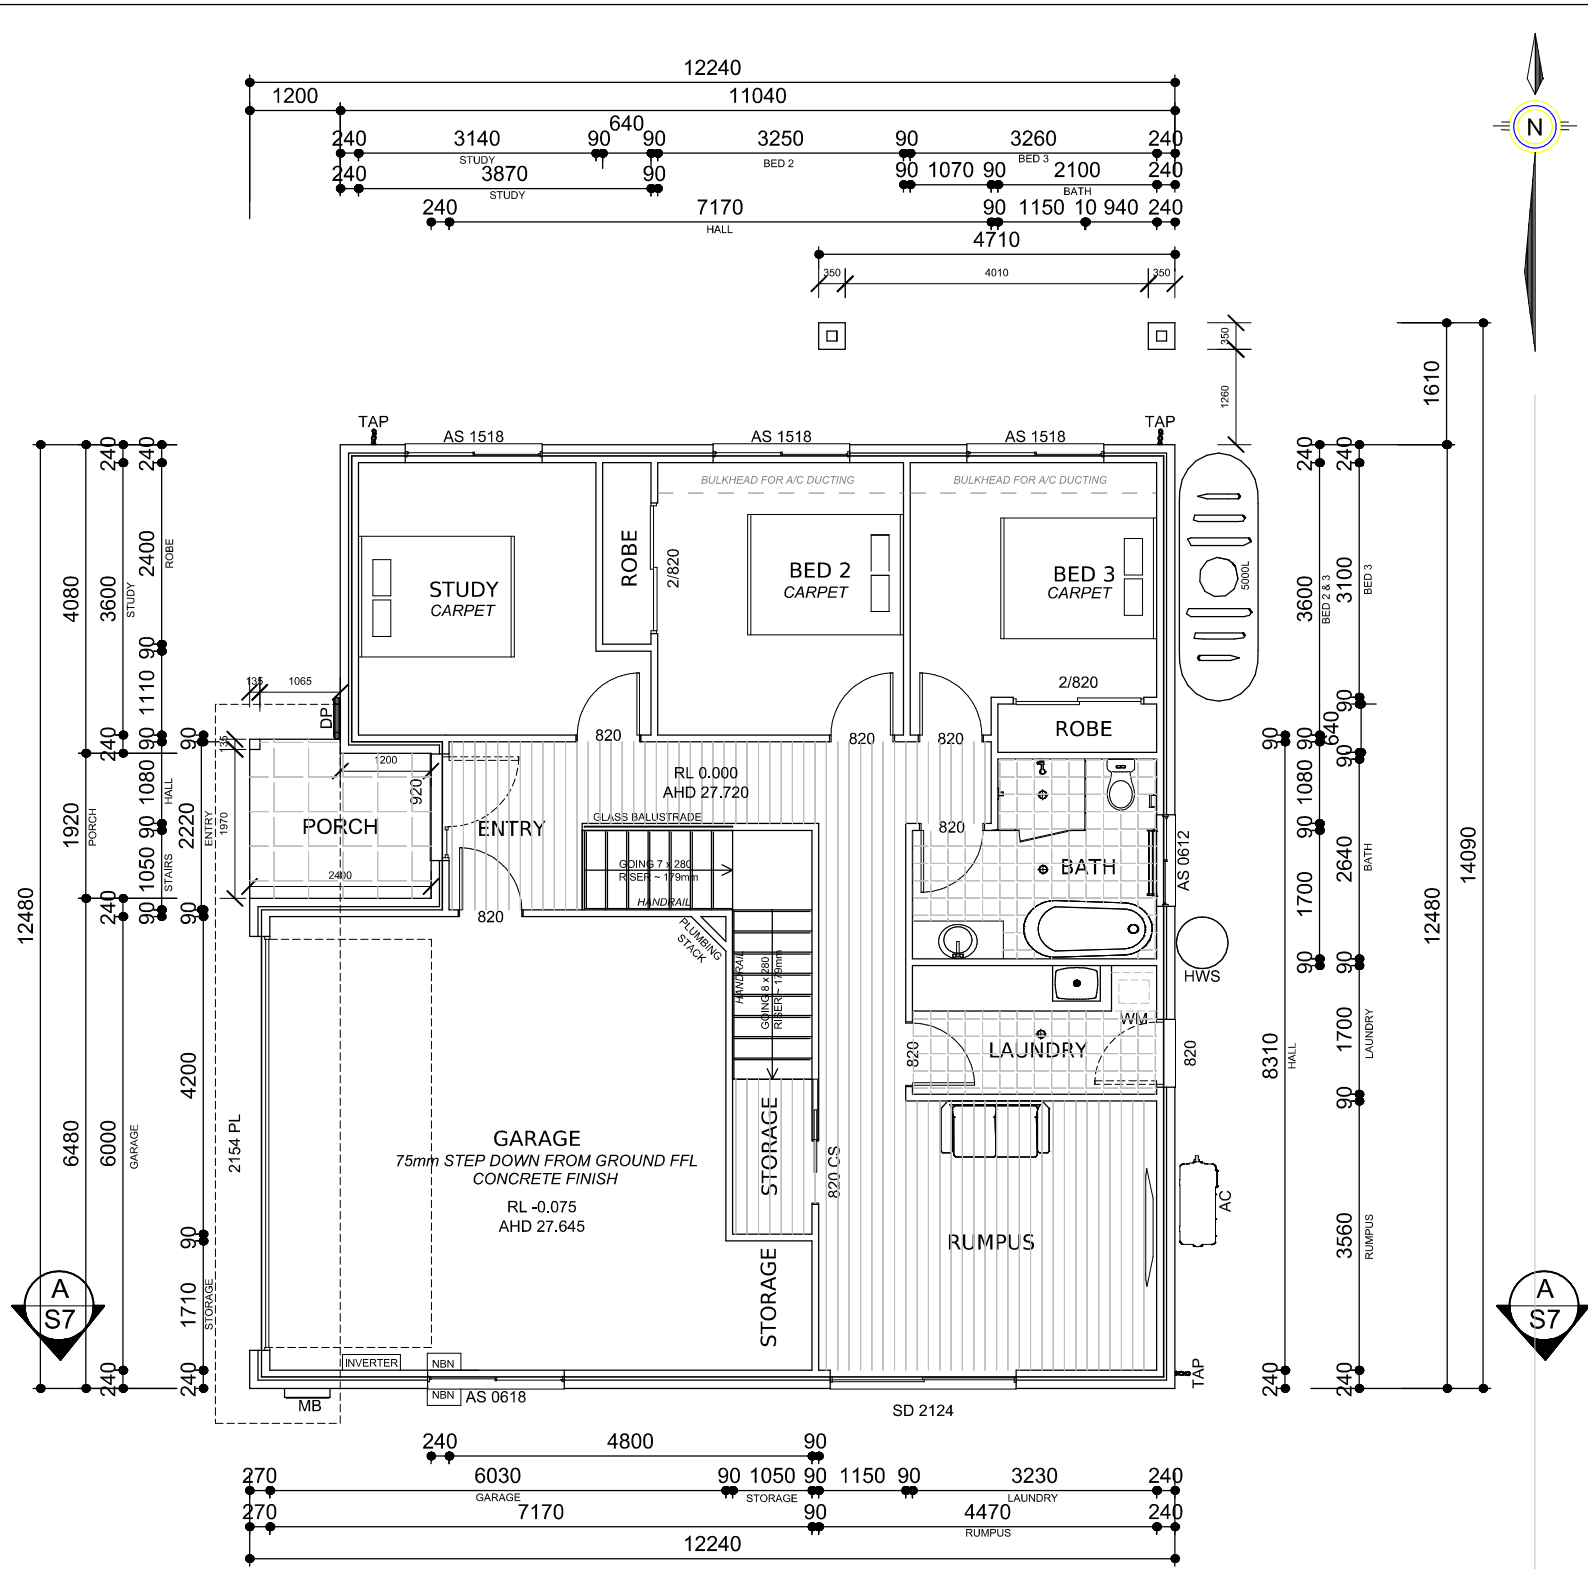 12240
1200 11040
240 3140 90 640 90 3250 90 3260 240
STUDY BED 2 BED 3
240 3870 90 90 1070 90 2100 240
STUDY BATH
240 7170 90 1150 10 940 240
HALL
4710
350 4010 350
N
350
1260
1610
TAP AS 1518 AS 1518 AS 1518 TAP
BULKHEAD FOR A/C DUCTING BULKHEAD FOR A/C DUCTING
STUDY
CARPET
ROBE
2/820
BED 2
CARPET
BED 3
CARPET
2/820
ROBE
5000L
135 1065
DP
820 820 820
RL 0.000
AHD 27.720
GLASS BALUSTRADE
1200
920
135
1970
PORCH
2400
ENTRY
820
GOING 7 x 280
RISER ~ 179mm
HANDRAIL
PLUMBING
STACK
HANDRAIL
GOING 8 x 280
RISER ~ 179mm
820
BATH
AS 0612
HWS
WM
LAUNDRY
820
820
GARAGE
75mm STEP DOWN FROM GROUND FFL
CONCRETE FINISH
RL -0.075
AHD 27.645
STORAGE
820 CS
STORAGE
RUMPUS
AC
2154 PL
INVERTER
NBN
NBN
AS 0618
MB
SD 2124
TAP
A
S7
A
S7
12480
4080
1920
PORCH
6480
240
3600
STUDY
240
240
6000
GARAGE
240
240
2400
ROBE
90
1110
90
1080
HALL
90
1050
STAIRS
90
90
2220
ENTRY
90
4200
90
1710
STORAGE
240
90
8310
HALL
240
240
3600
BED 2 & 3
90
1080
90
1700
90
240
3100
BED 3
90
640
90
2640
BATH
90
1700
LAUNDRY
90
3560
RUMPUS
240
12480
14090
240 4800 90
270 6030 90 1050 90 1150 90 3230 240
GARAGE STORAGE LAUNDRY
270 7170 90 4470 240
RUMPUS
12240